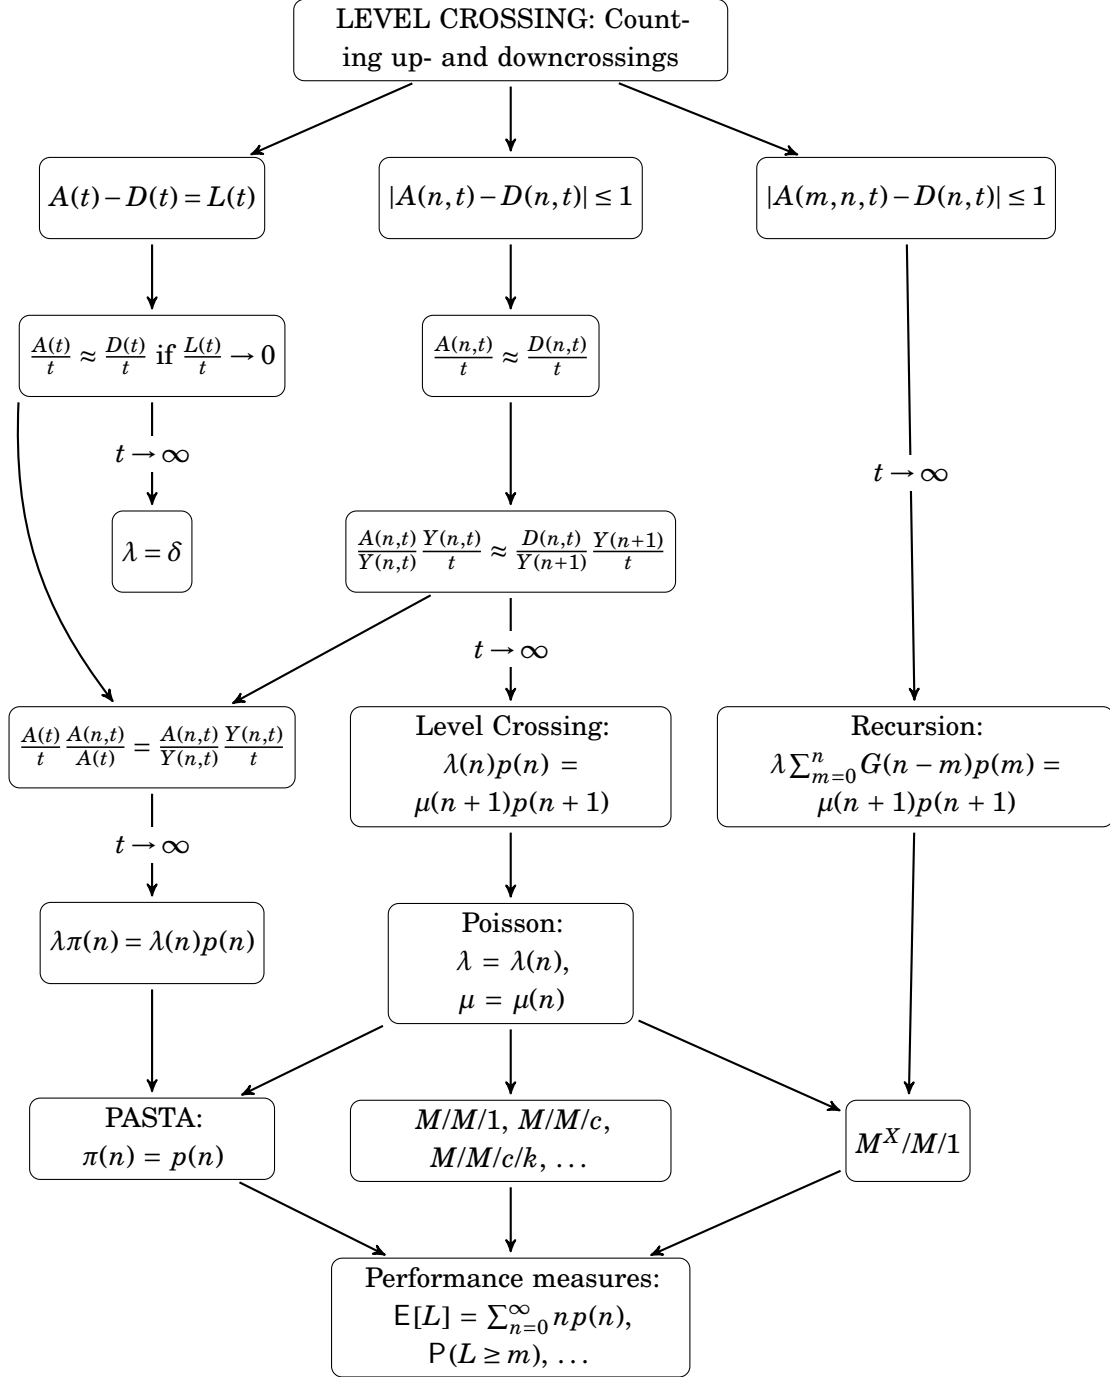 LEVEL CROSSING: Count-
ing up- and downcrossings
A(t) − D(t) = L(t)
|A(n,t) − D(n,t)| ≤ 1
|A(m,n,t) − D(n,t)| ≤ 1
A(t)/t ≈ D(t)/t if L(t)/t → 0
A(n,t)/t ≈ D(n,t)/t
t → ∞
t → ∞
λ = δ
A(n,t)/Y(n,t) Y(n,t)/t ≈ D(n,t)/Y(n+1) Y(n+1)/t
t → ∞
A(t)/t A(n,t)/A(t) = A(n,t)/Y(n,t) Y(n,t)/t
Level Crossing:
λ(n)p(n) =
μ(n + 1)p(n + 1)
Recursion:
λ∑_{m=0}^{n} G(n − m)p(m) =
μ(n + 1)p(n + 1)
t → ∞
λπ(n) = λ(n)p(n)
Poisson:
λ = λ(n),
μ = μ(n)
PASTA:
π(n) = p(n)
M/M/1, M/M/c,
M/M/c/k, ...
M^X/M/1
Performance measures:
E[L] = ∑_{n=0}^{∞} np(n),
P(L ≥ m), ...